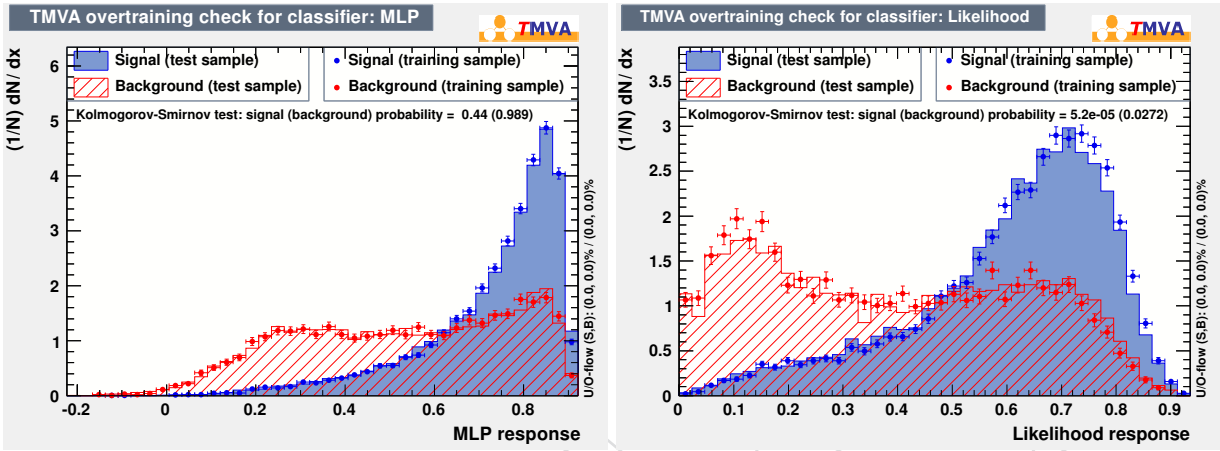 TMVA overtraining check for classifier: MLP
TMVA
Signal (test sample)
Background (test sample)
Signal (training sample)
Background (training sample)
Kolmogorov-Smirnov test: signal (background) probability = 0.44 (0.989)
(1/N) dN / dx
6
5
4
3
2
1
0
-0.2 0 0.2 0.4 0.6 0.8
MLP response
U/O-flow (S,B): (0.0, 0.0)% / (0.0, 0.0)%
TMVA overtraining check for classifier: Likelihood
TMVA
Signal (test sample)
Background (test sample)
Signal (training sample)
Background (training sample)
Kolmogorov-Smirnov test: signal (background) probability = 5.2e-05 (0.0272)
(1/N) dN / dx
3.5
3
2.5
2
1.5
1
0.5
0
0 0.1 0.2 0.3 0.4 0.5 0.6 0.7 0.8 0.9
Likelihood response
U/O-flow (S,B): (0.0, 0.0)% / (0.0, 0.0)%